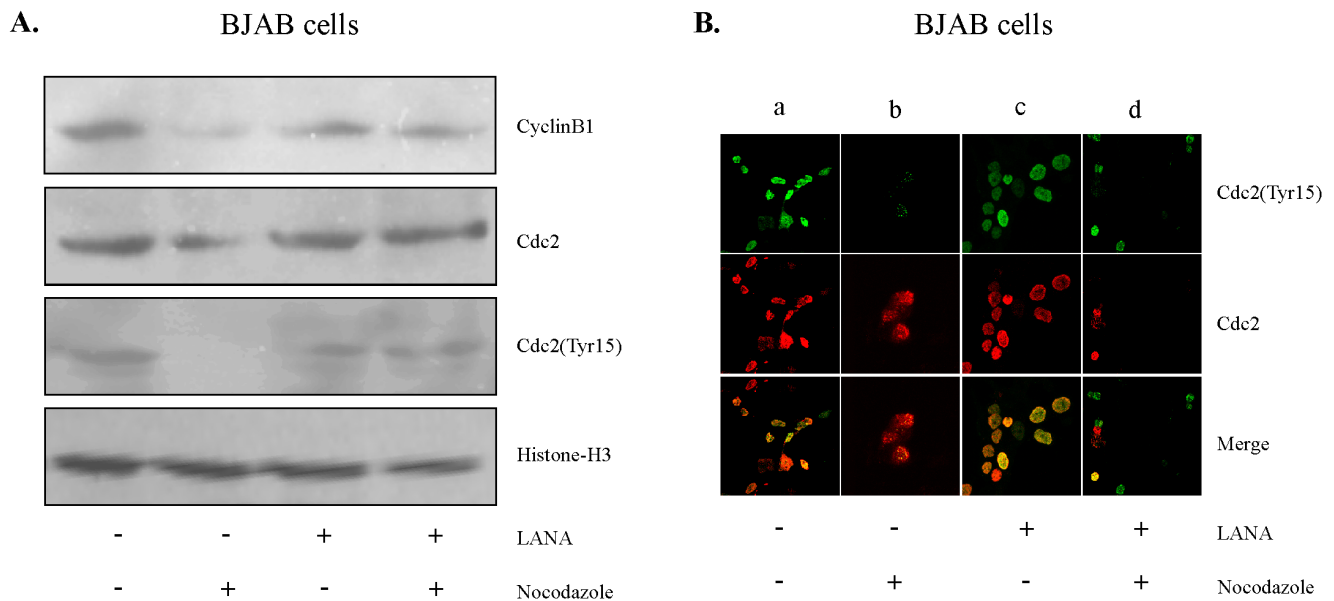 A. BJAB cells
CyclinB1
Cdc2
Cdc2(Tyr15)
Histone-H3
- - + + LANA
- + - + Nocodazole
B. BJAB cells
a b c d
Cdc2(Tyr15)
Cdc2
Merge
- - + + LANA
- + - + Nocodazole